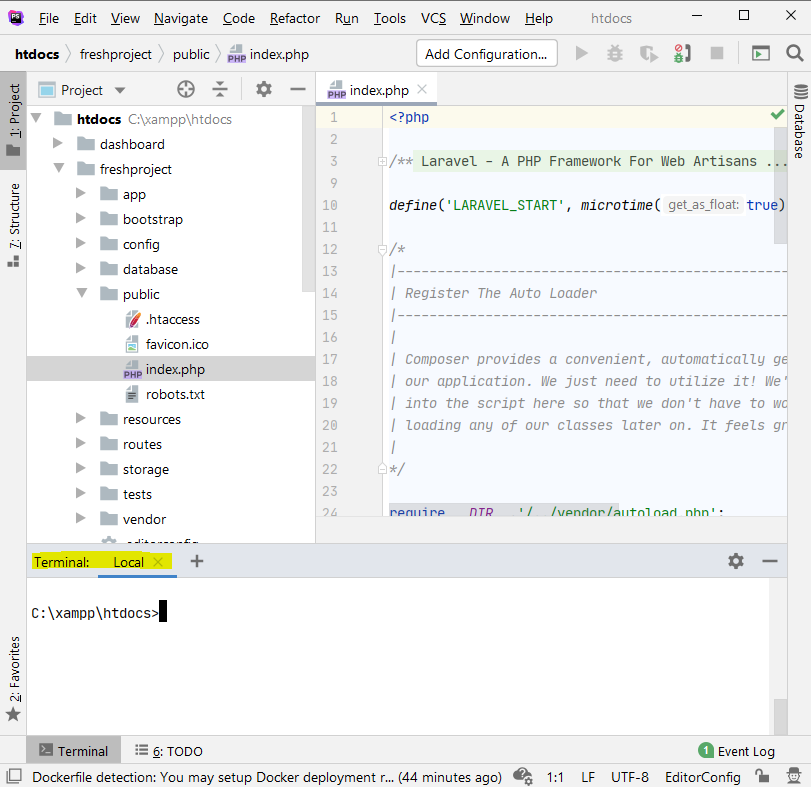 File Edit View Navigate Code Refactor Run Tools VCS Window Help htdocs
htdocs freshproject public index.php Add Configuration...
1: Project
7: Structure
2: Favorites
Project
htdocs C:\xampp\htdocs
dashboard
freshproject
app
bootstrap
config
database
public
.htaccess
favicon.ico
index.php
robots.txt
resources
routes
storage
tests
vendor
.editorconfig
index.php
1 <?php
2
3 /** Laravel - A PHP Framework For Web Artisans ...
9
10 define('LARAVEL_START', microtime( get_as_float: true)
11
12 /*
13 |--------------------------------------------------
14 | Register The Auto Loader
15 |--------------------------------------------------
16 |
17 | Composer provides a convenient, automatically ge
18 | our application. We just need to utilize it! We'
19 | into the script here so that we don't have to wo
20 | loading any of our classes later on. It feels gr
21 |
22 */
23
24 require __DIR__.'/../vendor/autoload.php';
Database
Terminal: Local
C:\xampp\htdocs>
Terminal 6: TODO 1 Event Log
Dockerfile detection: You may setup Docker deployment r... (44 minutes ago) 1:1 LF UTF-8 EditorConfig